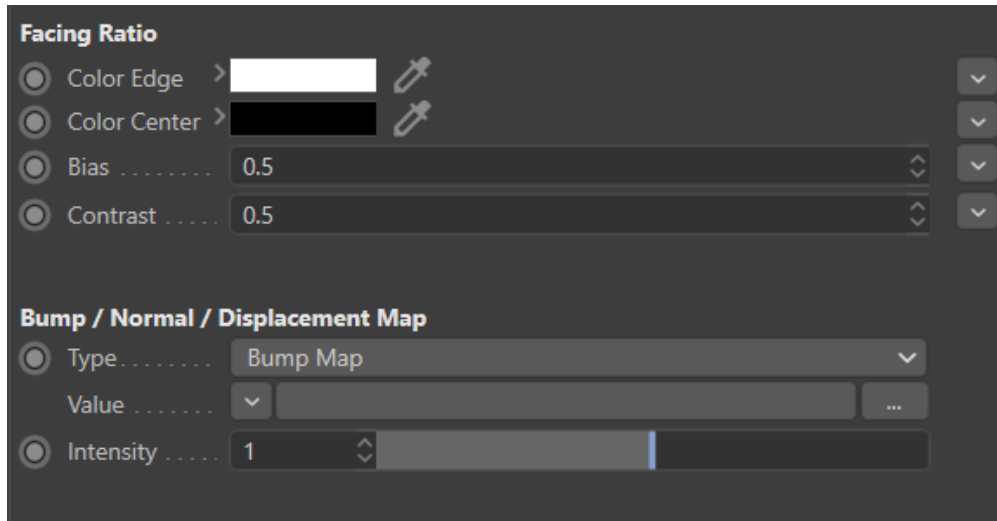 Facing Ratio
Color Edge
Color Center
Bias ........ 0.5
Contrast ..... 0.5
Bump / Normal / Displacement Map
Type........ Bump Map
Value ....... ...
Intensity ..... 1